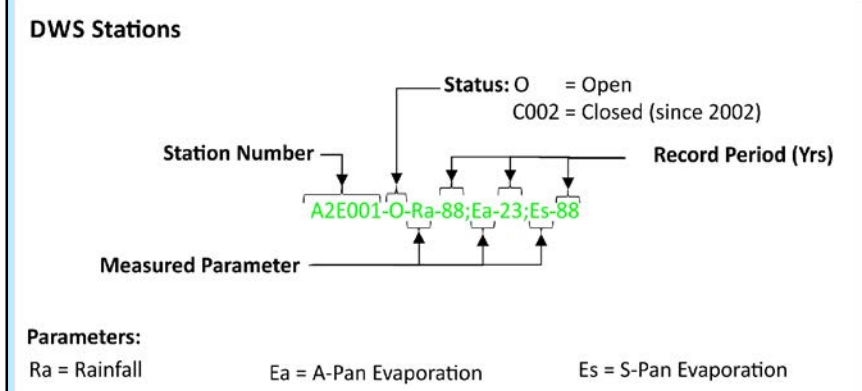 DWS Stations
Status: O = Open
C002 = Closed (since 2002)
Station Number
Record Period (Yrs)
A2E001-O-Ra-88;Ea-23;Es-88
Measured Parameter
Parameters:
Ra = Rainfall
Ea = A-Pan Evaporation
Es = S-Pan Evaporation